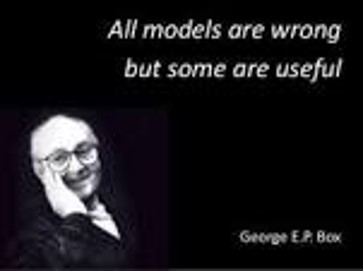 All models are wrong
but some are useful
George E.P. Box